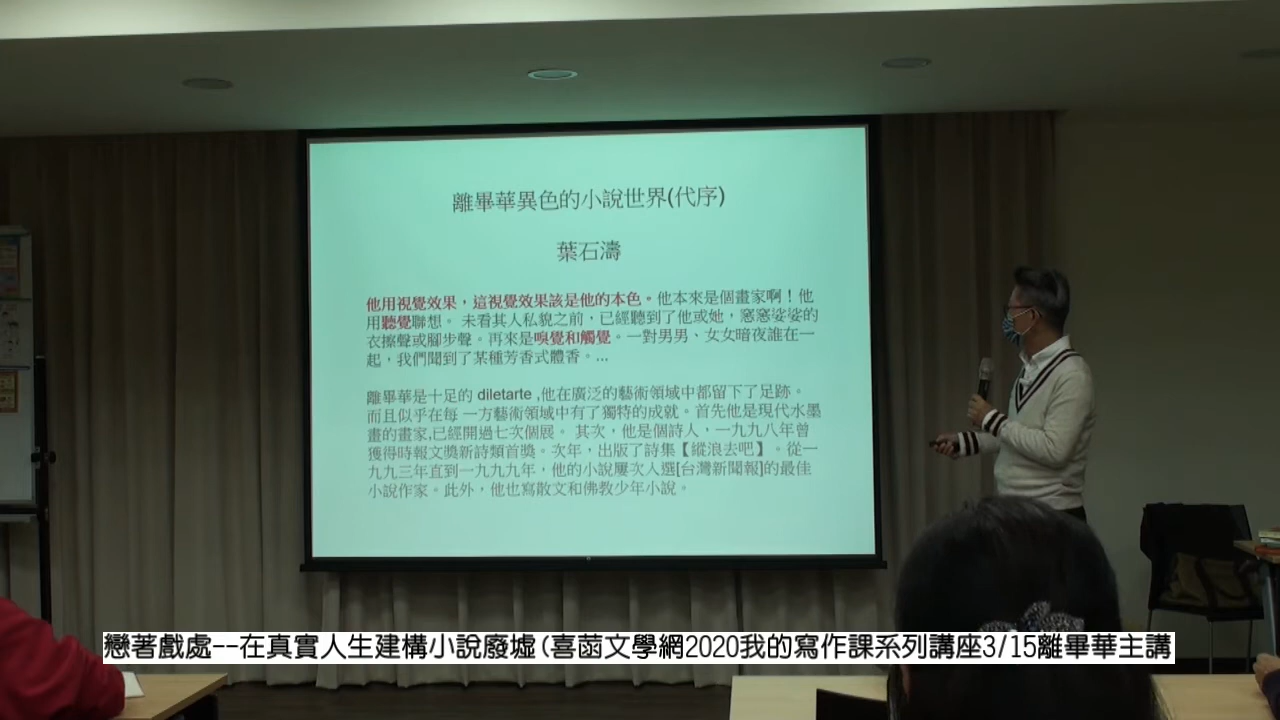 離畢華異色的小說世界(代序)
葉石濤
他用視覺效果，這視覺效果該是他的本色。他本來是個畫家啊！他
用聽覺聯想。 未看其人私貌之前，已經聽到了他或她，窸窸娑娑的
衣擦聲或腳步聲。再來是嗅覺和觸覺。一對男男、女女暗夜誰在一
起，我們聞到了某種芳香式體香。...
離畢華是十足的 diletarte ,他在廣泛的藝術領域中都留下了足跡。
而且似乎在每 一方藝術領域中有了獨特的成就。首先他是現代水墨
畫的畫家,已經開過七次個展。 其次，他是個詩人，一九九八年曾
獲得時報文獎新詩類首獎。次年，出版了詩集【縱浪去吧】。從一
九九三年直到一九九九年，他的小說屢次入選[台灣新聞報]的最佳
小說作家。此外，他也寫散文和佛教少年小說。
戀著戲處--在真實人生建構小說廢墟(喜菡文學網2020我的寫作課系列講座3/15離畢華主講